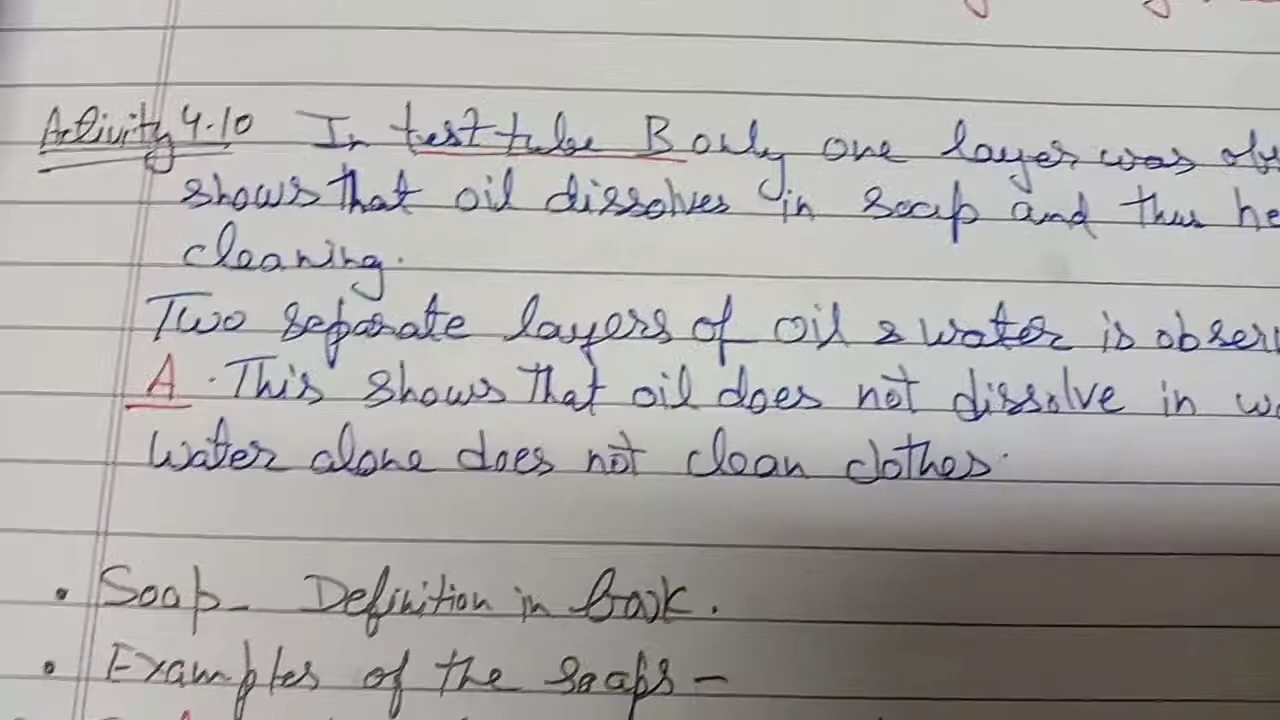 Activity 4.10 In test tube B only one layer was obs
shows that oil dissolves in soap and thus he
cleaning.
Two separate layers of oil & water is obser
A. This shows that oil does not dissolve in wa
Water alone does not clean clothes.
• Soap - Definition in book.
• Examples of the soaps -